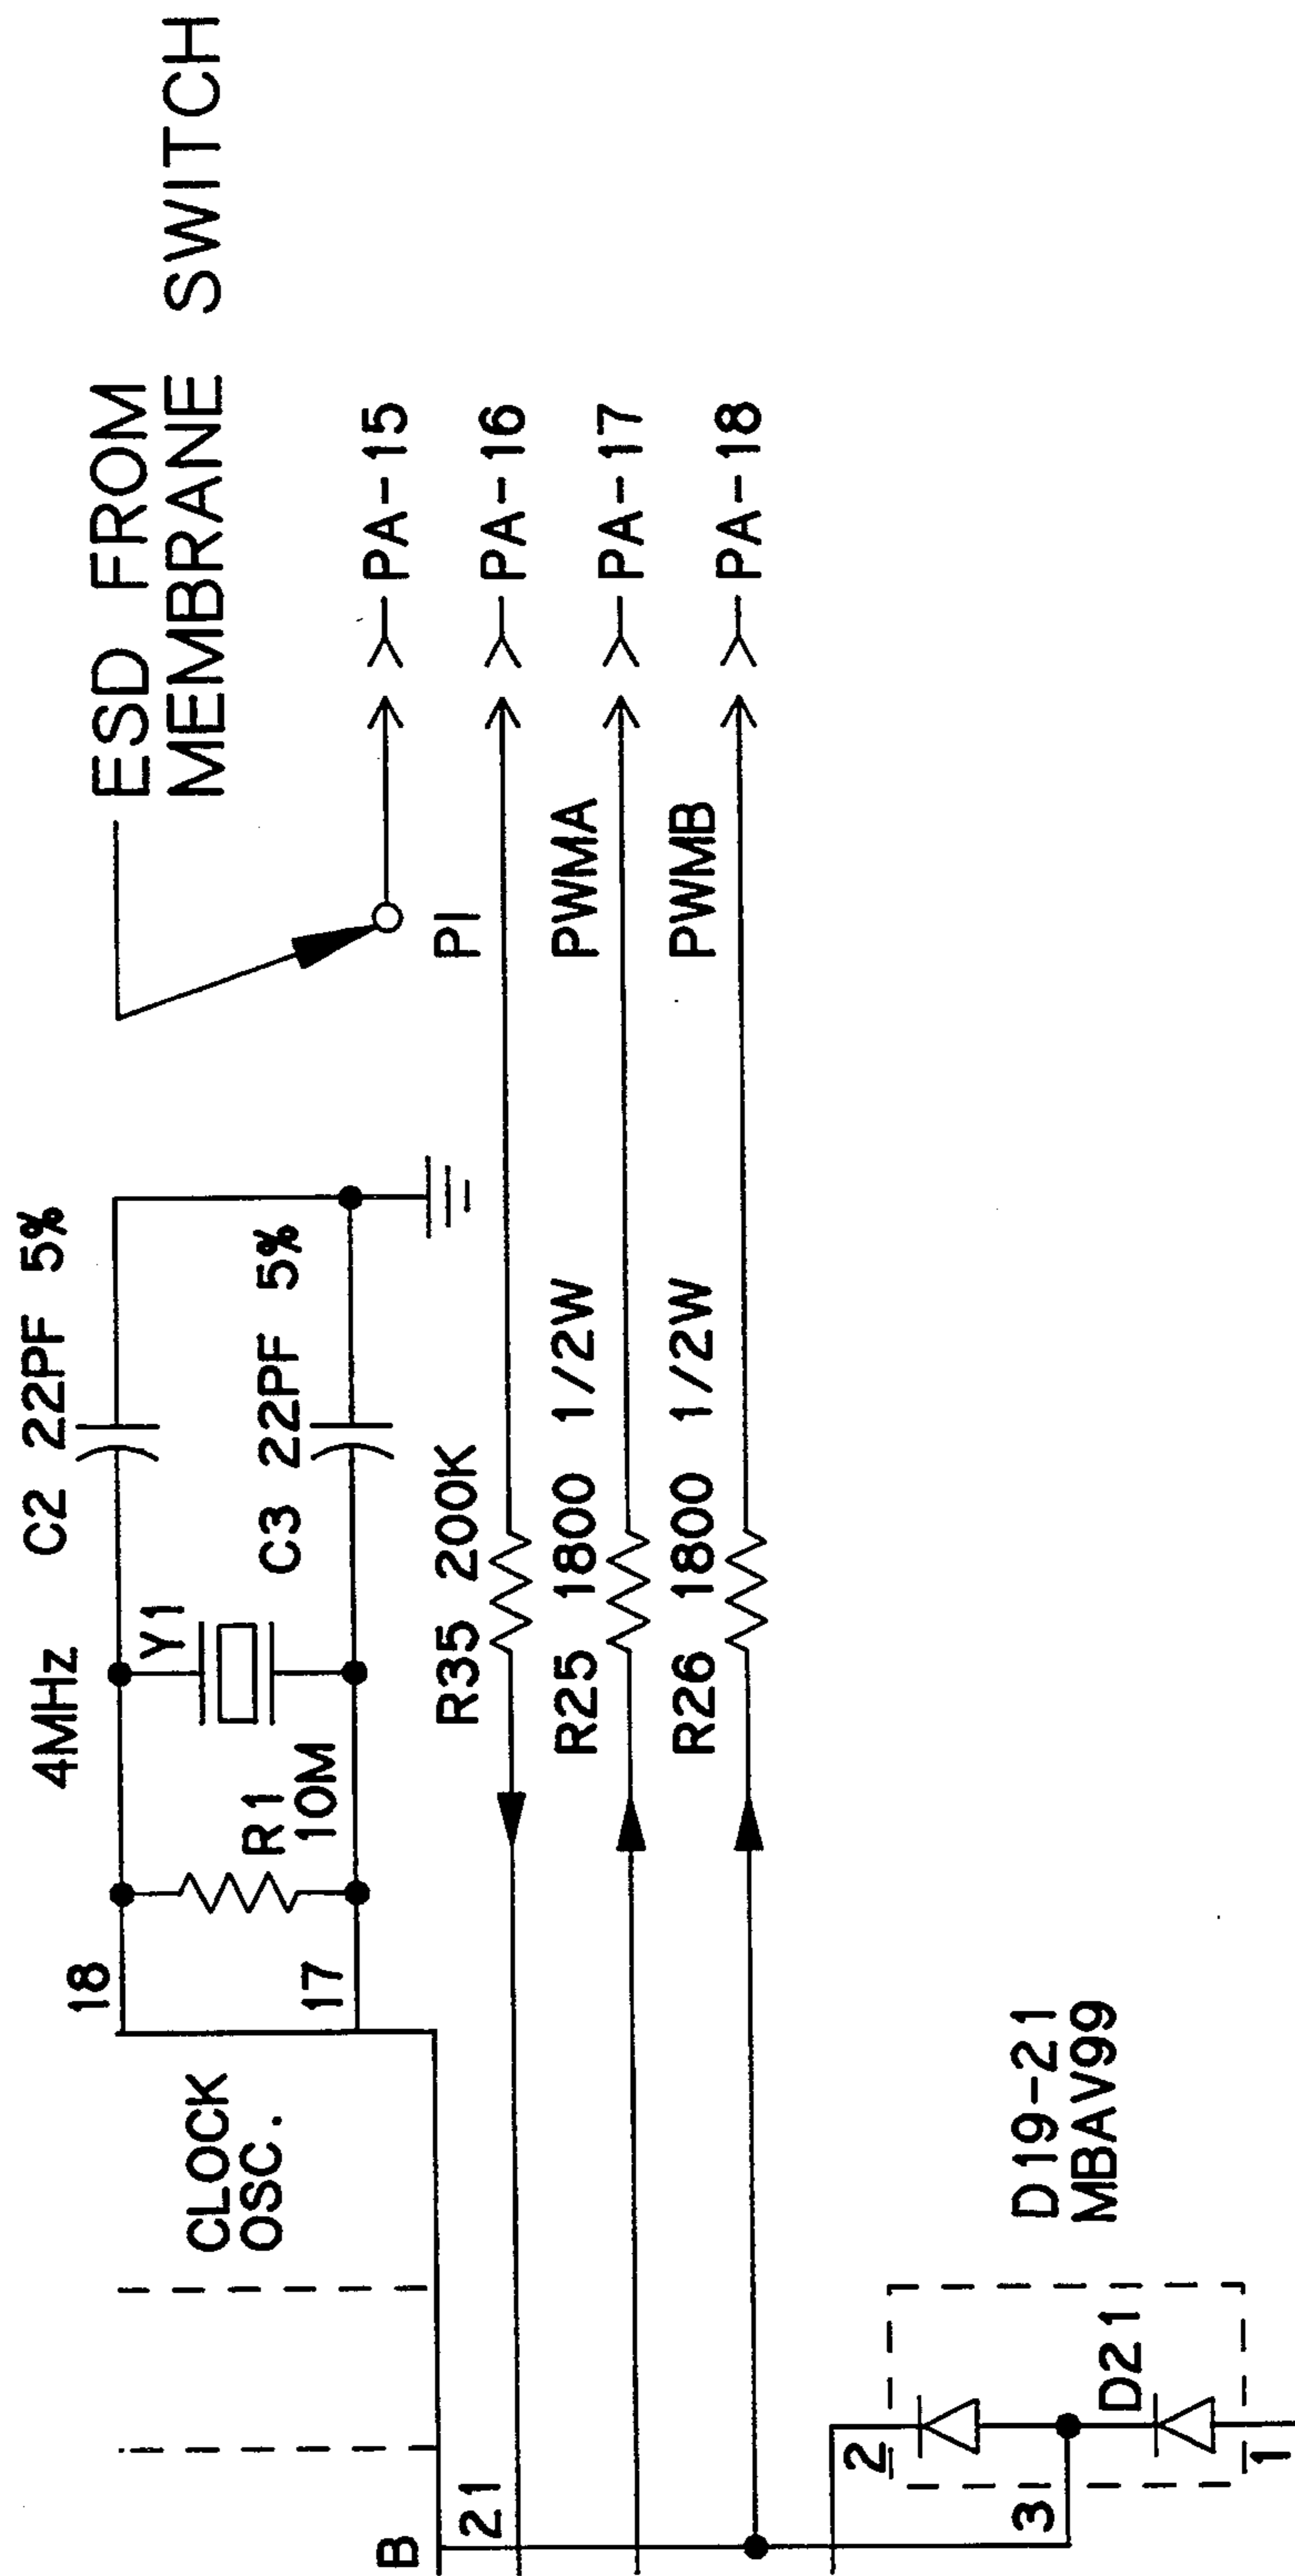 ESD FROM
MEMBRANE SWITCH
C2 22PF 5%
4MHz
Y1
C3 22PF 5%
R1
10M
18
17
CLOCK
OSC.
PI
PA-15
R35 200K
PA-16
R25 1800 1/2W
PWMA
PA-17
R26 1800 1/2W
PWMB
PA-18
B
21
D19-21
MBAV99
2
D21
3
1